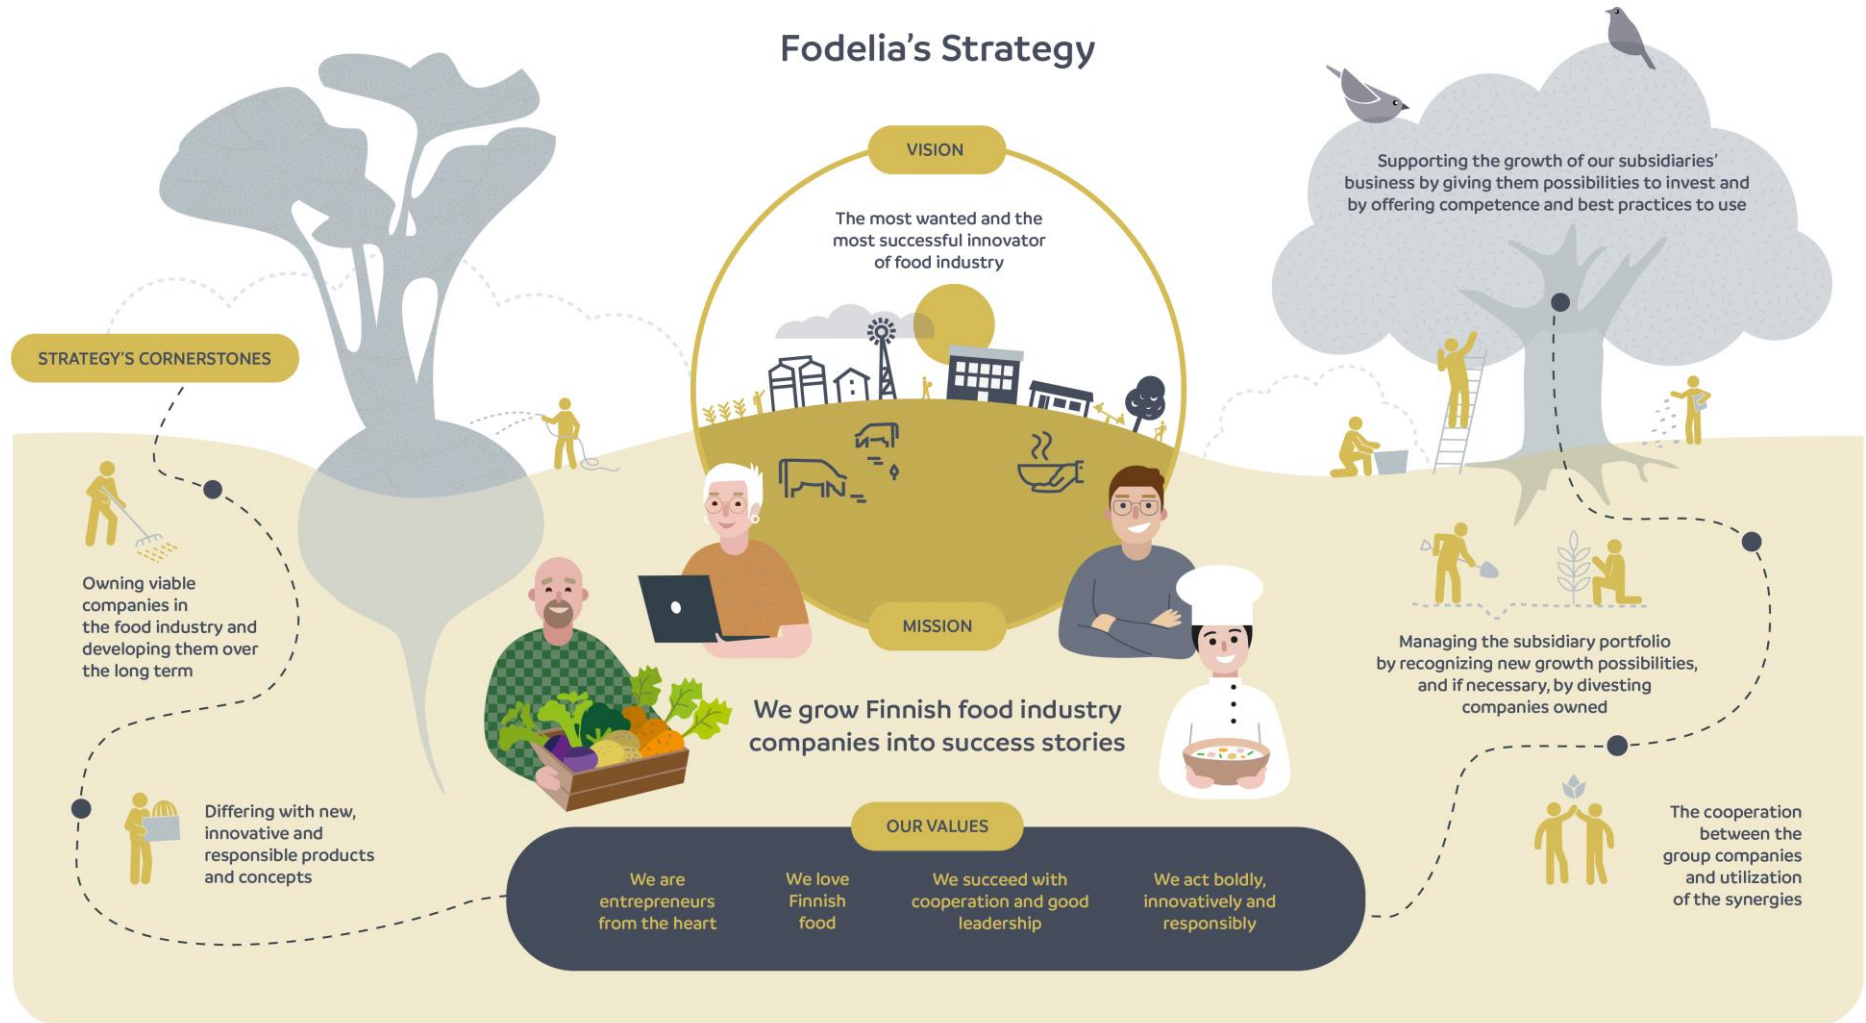 Fodelia's Strategy
VISION
The most wanted and the
most successful innovator
of food industry
STRATEGY'S CORNERSTONES
Owning viable
companies in
the food industry and
developing them over
the long term
Differing with new,
innovative and
responsible products
and concepts
MISSION
We grow Finnish food industry
companies into success stories
OUR VALUES
We are
entrepreneurs
from the heart
We love
Finnish
food
We succeed with
cooperation and good
leadership
We act boldly,
innovatively and
responsibly
Supporting the growth of our subsidiaries'
business by giving them possibilities to invest and
by offering competence and best practices to use
Managing the subsidiary portfolio
by recognizing new growth possibilities,
and if necessary, by divesting
companies owned
The cooperation
between the
group companies
and utilization
of the synergies